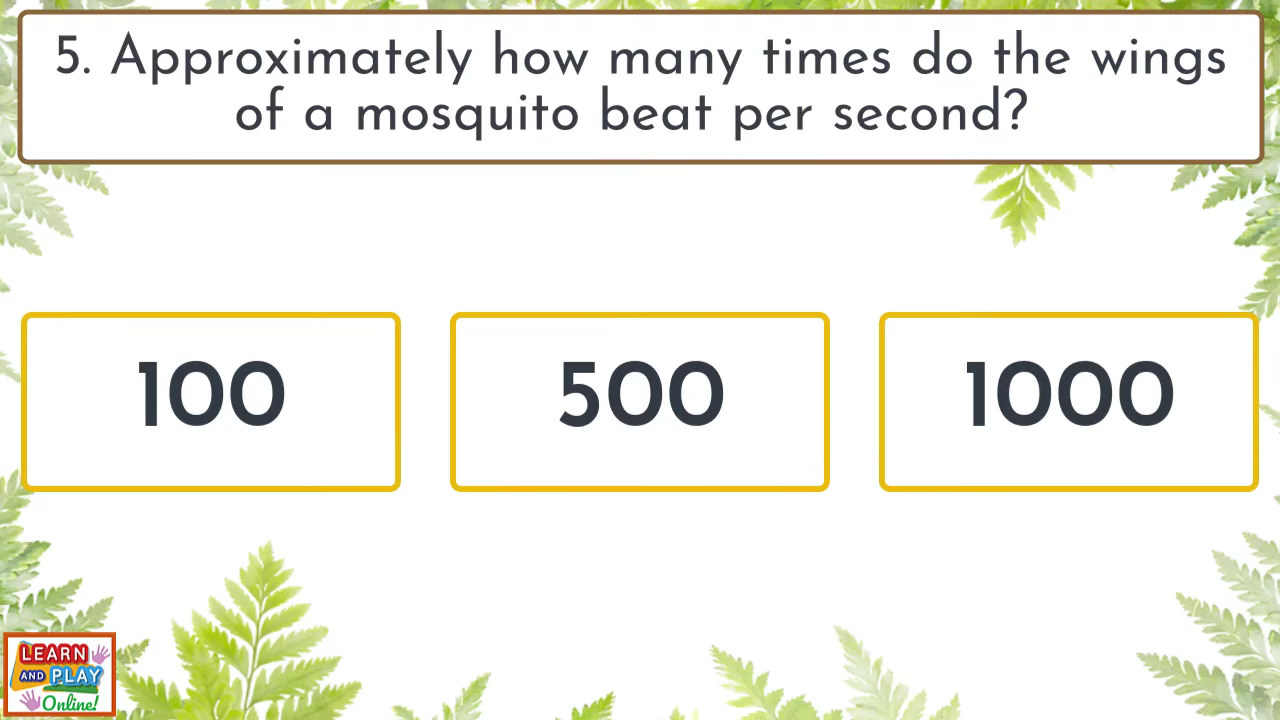 5. Approximately how many times do the wings
of a mosquito beat per second?
100
500
1000
LEARN
AND PLAY
Online!